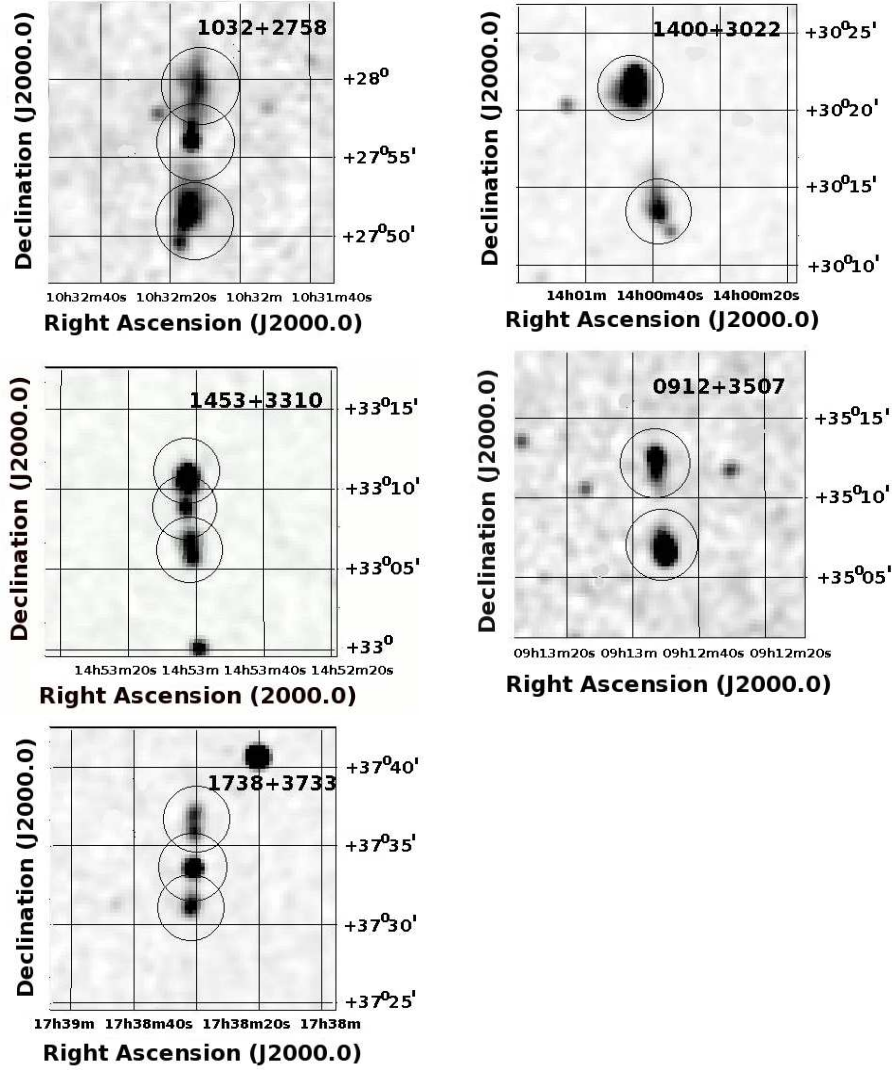 1032+2758
+28⁰
+27⁰55'
+27⁰50'
Declination (J2000.0)
10h32m40s 10h32m20s 10h32m 10h31m40s
Right Ascension (J2000.0)
1400+3022
+30⁰25'
+30⁰20'
+30⁰15'
+30⁰10'
Declination (J2000.0)
14h01m 14h00m40s 14h00m20s
Right Ascension (J2000.0)
1453+3310
+33⁰15'
+33⁰10'
+33⁰05'
+33⁰
Declination (J2000.0)
14h53m20s 14h53m 14h53m40s 14h52m20s
Right Ascension (2000.0)
0912+3507
+35⁰15'
+35⁰10'
+35⁰05'
Declination (J2000.0)
09h13m20s 09h13m 09h12m40s 09h12m20s
Right Ascension (J2000.0)
1738+3733
+37⁰40'
+37⁰35'
+37⁰30'
+37⁰25'
Declination (J2000.0)
17h39m 17h38m40s 17h38m20s 17h38m
Right Ascension (J2000.0)